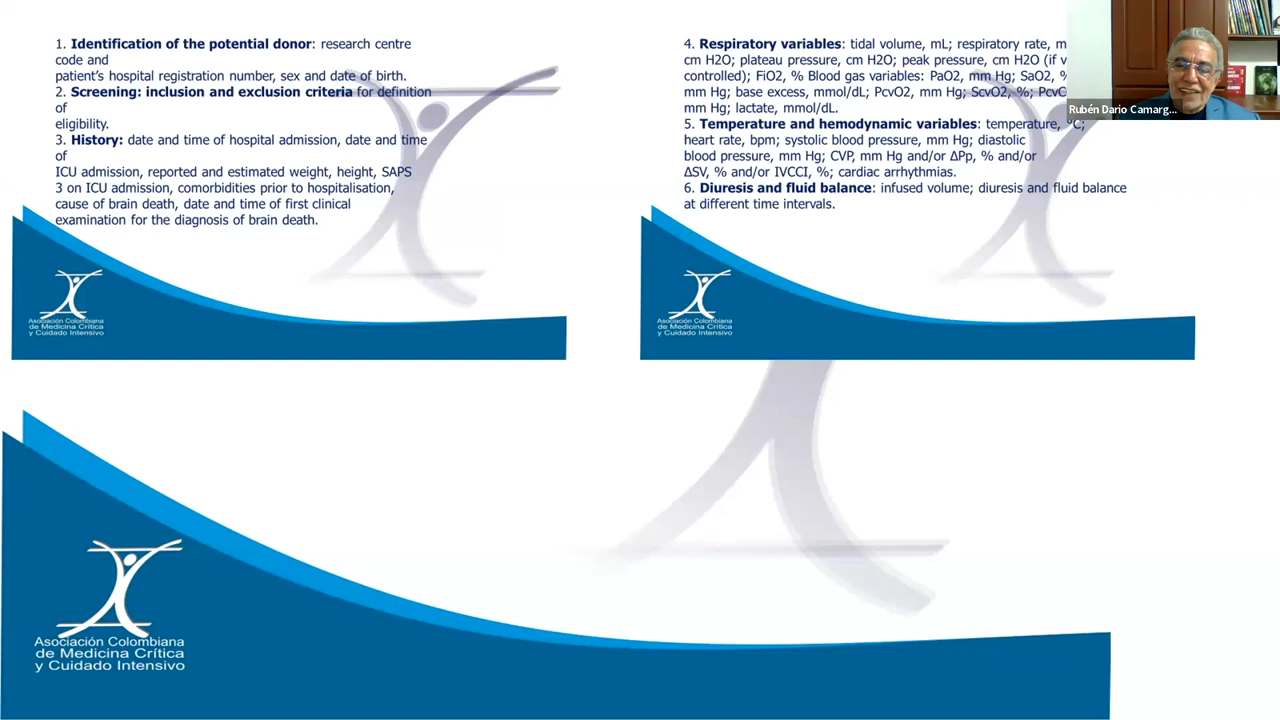 1. Identification of the potential donor: research centre
code and
patient's hospital registration number, sex and date of birth.
2. Screening: inclusion and exclusion criteria for definition
of
eligibility.
3. History: date and time of hospital admission, date and time
of
ICU admission, reported and estimated weight, height, SAPS
3 on ICU admission, comorbidities prior to hospitalisation,
cause of brain death, date and time of first clinical
examination for the diagnosis of brain death.
Asociación Colombiana
de Medicina Crítica
y Cuidado Intensivo
4. Respiratory variables: tidal volume, mL; respiratory rate,
cm H2O; plateau pressure, cm H2O; peak pressure, cm H2O (if
controlled); FiO2, % Blood gas variables: PaO2, mm Hg; SaO2,
mm Hg; base excess, mmol/dL; PcvO2, mm Hg; ScvO2, %;
mm Hg; lactate, mmol/dL.
5. Temperature and hemodynamic variables: temperature, °C;
heart rate, bpm; systolic blood pressure, mm Hg; diastolic
blood pressure, mm Hg; CVP, mm Hg and/or ΔPp, % and/or
ΔSV, % and/or IVCCI, %; cardiac arrhythmias.
6. Diuresis and fluid balance: infused volume; diuresis and fluid balance
at different time intervals.
Asociación Colombiana
de Medicina Crítica
y Cuidado Intensivo
Rubén Dario Camarg...
Asociación Colombiana
de Medicina Crítica
y Cuidado Intensivo